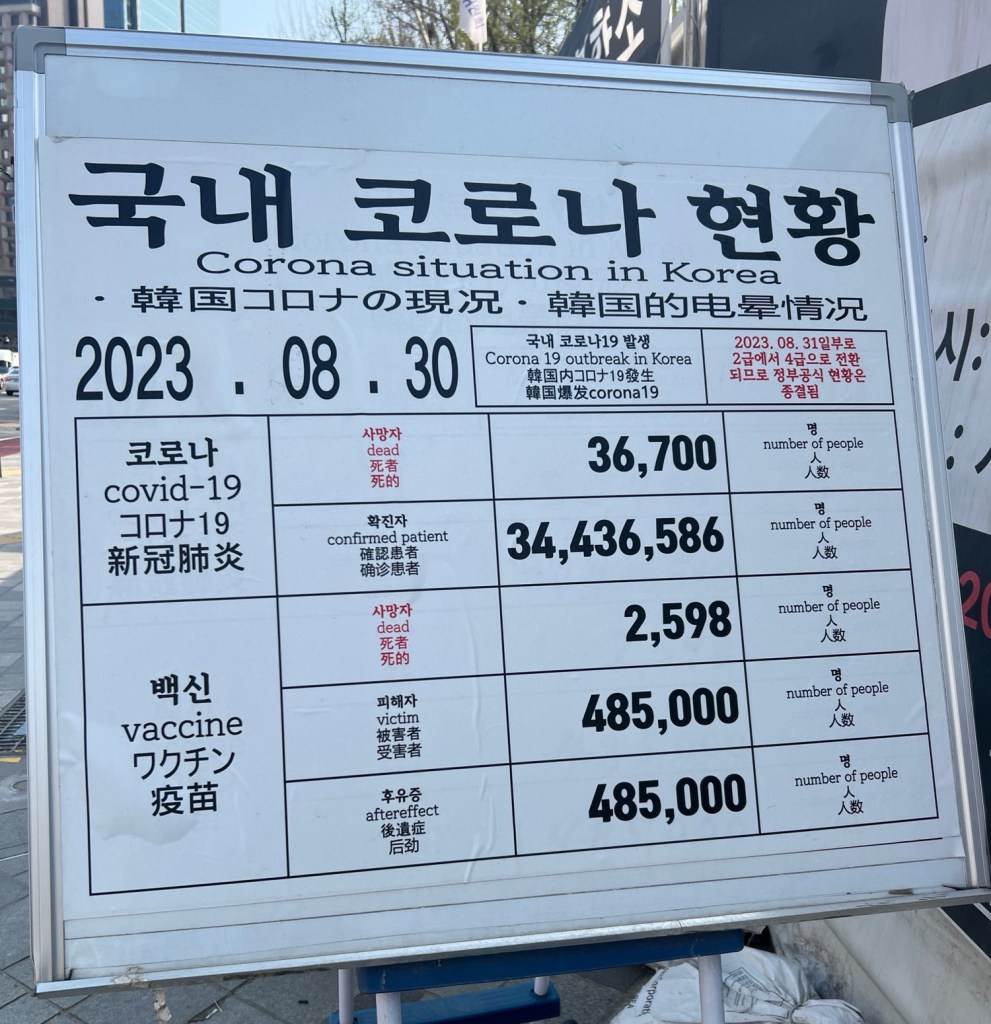 하소
국내 코로나 현황
Corona situation in Korea
・韓国コロナの現況・韓国的电晕情况
2023 . 08 . 30
국내 코로나19 발생
Corona 19 outbreak in Korea
韓国内コロナ19發生
韓国爆发corona19
2023. 08. 31일부로
2급에서 4급으로 전환
되므로 정부공식 현황은
종결됨
코로나
covid-19
コロナ19
新冠肺炎
사망자
dead
死者
死的
36,700
명
number of people
人
人数
확진자
confirmed patient
確認患者
确诊患者
34,436,586
명
number of people
人
人数
백신
vaccine
ワクチン
疫苗
사망자
dead
死者
死的
2,598
명
number of people
人
人数
피해자
victim
被害者
受害者
485,000
명
number of people
人
人数
후유증
aftereffect
後遺症
后劲
485,000
명
number of people
人
人数
시:
:
20